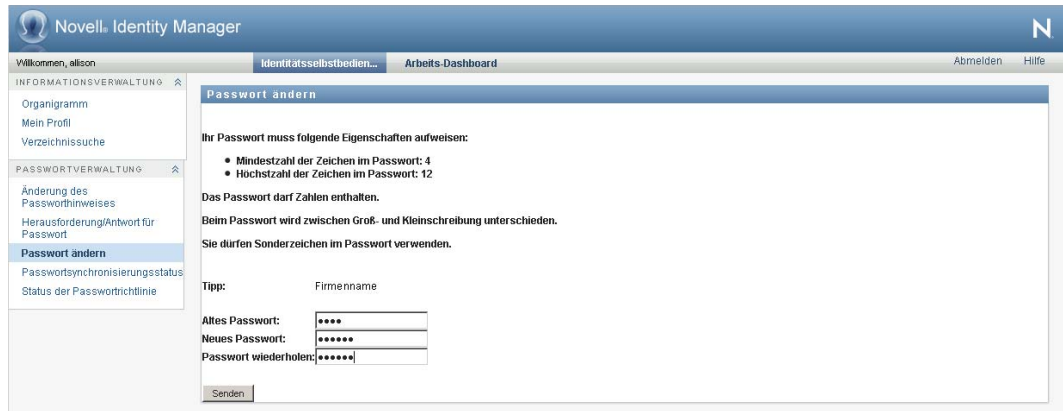 Novell® Identity Manager
N
Willkommen, allison
Identitätsselbstbedien...
Arbeits-Dashboard
Abmelden
Hilfe
INFORMATIONSVERWALTUNG
Organigramm
Mein Profil
Verzeichnissuche
PASSWORTVERWALTUNG
Änderung des
Passworthinweises
Herausforderung/Antwort für
Passwort
Passwort ändern
Passwortsynchronisierungsstatus
Status der Passwortrichtlinie
Passwort ändern
Ihr Passwort muss folgende Eigenschaften aufweisen:
• Mindestzahl der Zeichen im Passwort: 4
• Höchstzahl der Zeichen im Passwort: 12
Das Passwort darf Zahlen enthalten.
Beim Passwort wird zwischen Groß- und Kleinschreibung unterschieden.
Sie dürfen Sonderzeichen im Passwort verwenden.
Tipp: Firmenname
Altes Passwort: ••••
Neues Passwort: ••••••
Passwort wiederholen: ••••••
Senden